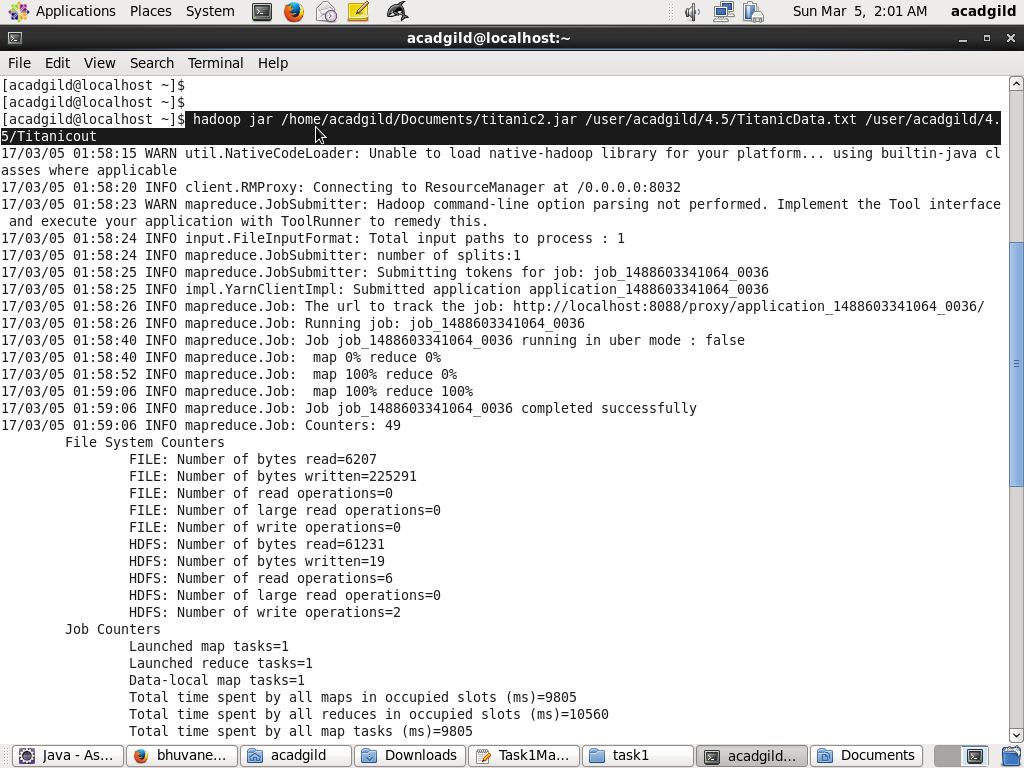 Applications Places System Sun Mar 5, 2:01 AM acadgild
acadgild@localhost:~
File Edit View Search Terminal Help
[acadgild@localhost ~]$
[acadgild@localhost ~]$
[acadgild@localhost ~]$ hadoop jar /home/acadgild/Documents/titanic2.jar /user/acadgild/4.5/TitanicData.txt /user/acadgild/4.
5/Titanicout
17/03/05 01:58:15 WARN util.NativeCodeLoader: Unable to load native-hadoop library for your platform... using builtin-java cl
asses where applicable
17/03/05 01:58:20 INFO client.RMProxy: Connecting to ResourceManager at /0.0.0.0:8032
17/03/05 01:58:23 WARN mapreduce.JobSubmitter: Hadoop command-line option parsing not performed. Implement the Tool interface
 and execute your application with ToolRunner to remedy this.
17/03/05 01:58:24 INFO input.FileInputFormat: Total input paths to process : 1
17/03/05 01:58:24 INFO mapreduce.JobSubmitter: number of splits:1
17/03/05 01:58:25 INFO mapreduce.JobSubmitter: Submitting tokens for job: job_1488603341064_0036
17/03/05 01:58:25 INFO impl.YarnClientImpl: Submitted application application_1488603341064_0036
17/03/05 01:58:26 INFO mapreduce.Job: The url to track the job: http://localhost:8088/proxy/application_1488603341064_0036/
17/03/05 01:58:26 INFO mapreduce.Job: Running job: job_1488603341064_0036
17/03/05 01:58:40 INFO mapreduce.Job: Job job_1488603341064_0036 running in uber mode : false
17/03/05 01:58:40 INFO mapreduce.Job:  map 0% reduce 0%
17/03/05 01:58:52 INFO mapreduce.Job:  map 100% reduce 0%
17/03/05 01:59:06 INFO mapreduce.Job:  map 100% reduce 100%
17/03/05 01:59:06 INFO mapreduce.Job: Job job_1488603341064_0036 completed successfully
17/03/05 01:59:06 INFO mapreduce.Job: Counters: 49
File System Counters
FILE: Number of bytes read=6207
FILE: Number of bytes written=225291
FILE: Number of read operations=0
FILE: Number of large read operations=0
FILE: Number of write operations=0
HDFS: Number of bytes read=61231
HDFS: Number of bytes written=19
HDFS: Number of read operations=6
HDFS: Number of large read operations=0
HDFS: Number of write operations=2
Job Counters
Launched map tasks=1
Launched reduce tasks=1
Data-local map tasks=1
Total time spent by all maps in occupied slots (ms)=9805
Total time spent by all reduces in occupied slots (ms)=10560
Total time spent by all map tasks (ms)=9805
Java - As... bhuvane... acadgild Downloads Task1Ma... task1 acadgild... Documents